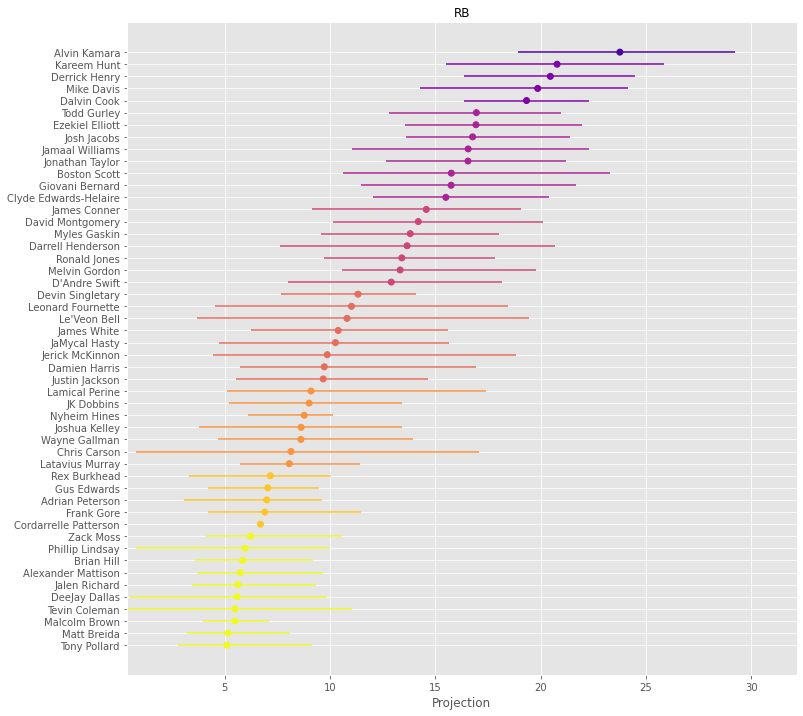 RB
Alvin Kamara
Kareem Hunt
Derrick Henry
Mike Davis
Dalvin Cook
Todd Gurley
Ezekiel Elliott
Josh Jacobs
Jamaal Williams
Jonathan Taylor
Boston Scott
Giovani Bernard
Clyde Edwards-Helaire
James Conner
David Montgomery
Myles Gaskin
Darrell Henderson
Ronald Jones
Melvin Gordon
D'Andre Swift
Devin Singletary
Leonard Fournette
Le'Veon Bell
James White
JaMycal Hasty
Jerick McKinnon
Damien Harris
Justin Jackson
Lamical Perine
JK Dobbins
Nyheim Hines
Joshua Kelley
Wayne Gallman
Chris Carson
Latavius Murray
Rex Burkhead
Gus Edwards
Adrian Peterson
Frank Gore
Cordarrelle Patterson
Zack Moss
Phillip Lindsay
Brian Hill
Alexander Mattison
Jalen Richard
DeeJay Dallas
Tevin Coleman
Malcolm Brown
Matt Breida
Tony Pollard
5 10 15 20 25 30
Projection